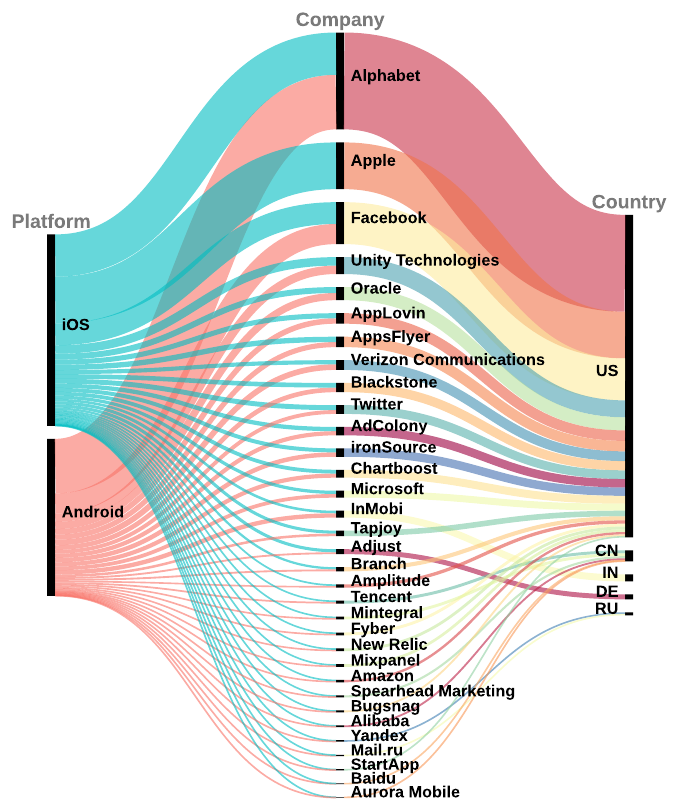 Company
Alphabet
Apple
Country
Platform
Facebook
Unity Technologies
Oracle
AppLovin
iOS
AppsFlyer
Verizon Communications
US
Blackstone
Twitter
AdColony
ironSource
Chartboost
Microsoft
InMobi
Android
Tapjoy
Adjust
CN
Branch
IN
Amplitude
DE
Tencent
RU
Mintegral
Fyber
New Relic
Mixpanel
Amazon
Spearhead Marketing
Bugsnag
Alibaba
Yandex
Mail.ru
StartApp
Baidu
Aurora Mobile